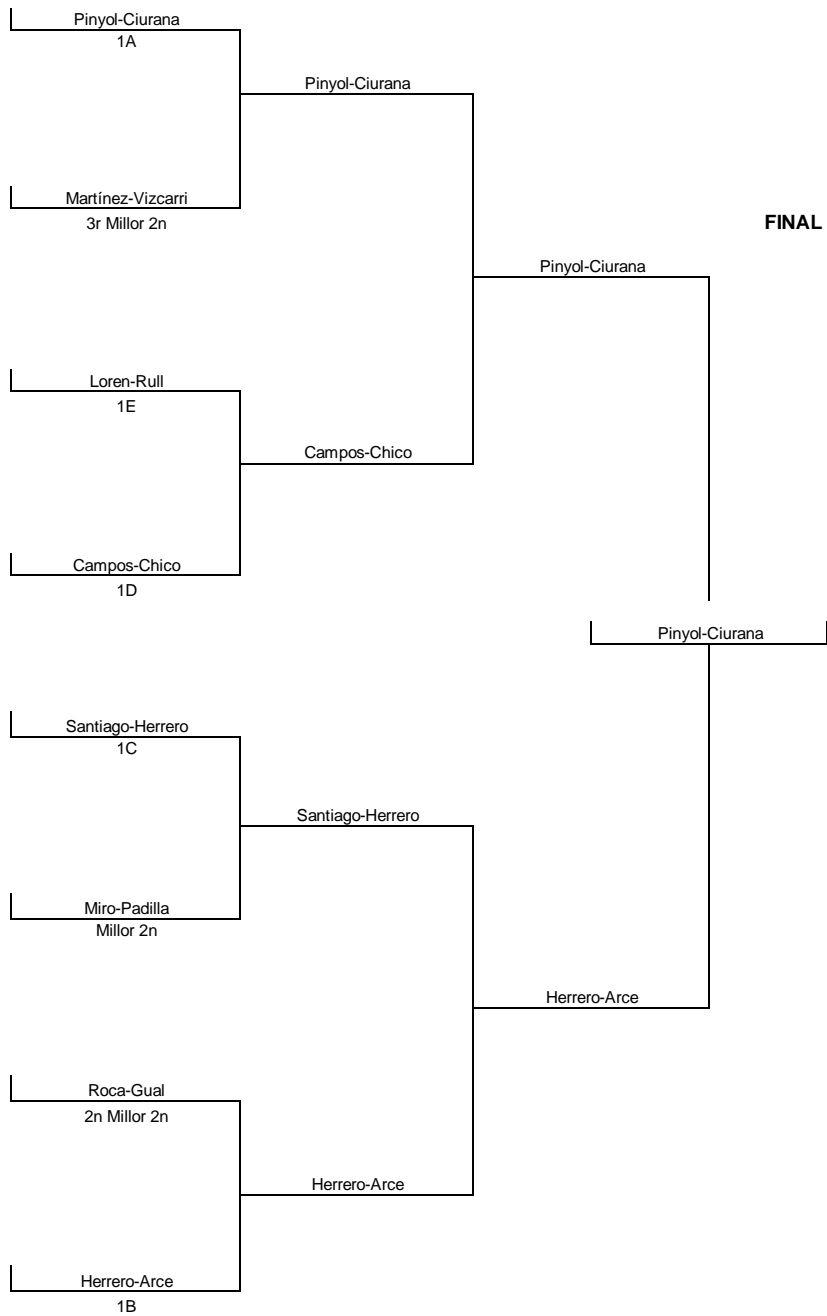 Pinyol-Ciurana
1A
Pinyol-Ciurana
Martínez-Vizcarri
3r Millor 2n
FINAL
Pinyol-Ciurana
Loren-Rull
1E
Campos-Chico
Campos-Chico
1D
Pinyol-Ciurana
Santiago-Herrero
1C
Santiago-Herrero
Miro-Padilla
Millor 2n
Herrero-Arce
Roca-Gual
2n Millor 2n
Herrero-Arce
Herrero-Arce
1B